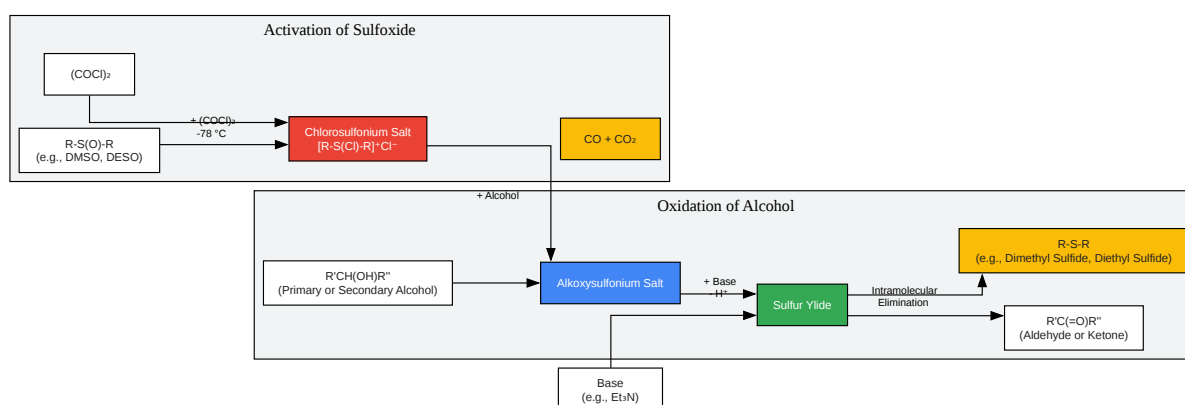 Activation of Sulfoxide
(COCl)₂
+ (COCl)₂
-78 °C
R-S(O)-R
(e.g., DMSO, DESO)
Chlorosulfonium Salt
[R-S(Cl)-R]⁺Cl⁻
CO + CO₂
+ Alcohol
Oxidation of Alcohol
R'CH(OH)R"
(Primary or Secondary Alcohol)
Alkoxysulfonium Salt
+ Base
- H⁺
Sulfur Ylide
Intramolecular
Elimination
R-S-R
(e.g., Dimethyl Sulfide, Diethyl Sulfide)
R'C(=O)R"
(Aldehyde or Ketone)
Base
(e.g., Et₃N)